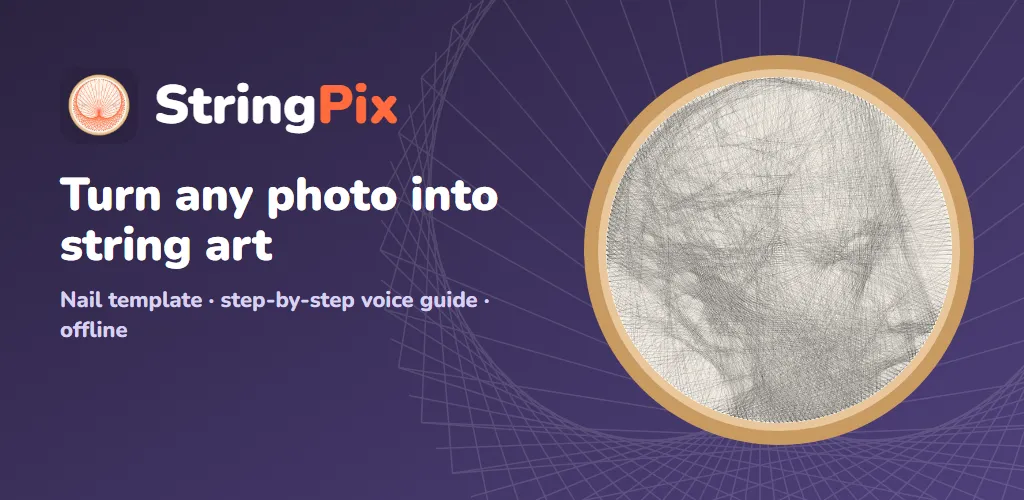 StringPix
Turn any photo into
string art
Nail template · step-by-step voice guide ·
offline